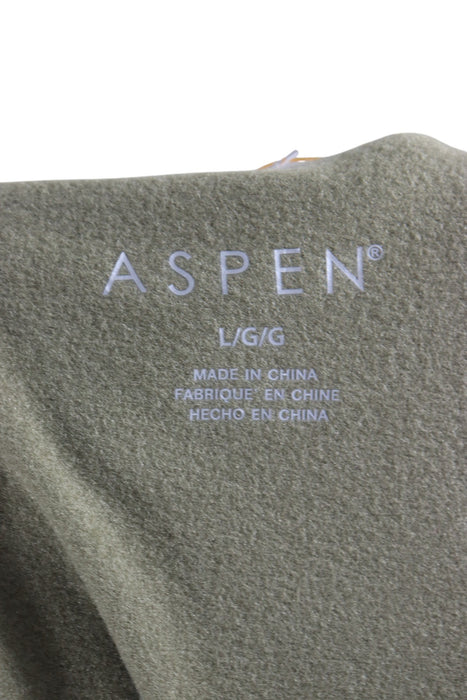 ASPEN®
L/G/G
MADE IN CHINA
FABRIQUE' EN CHINE
HECHO EN CHINA